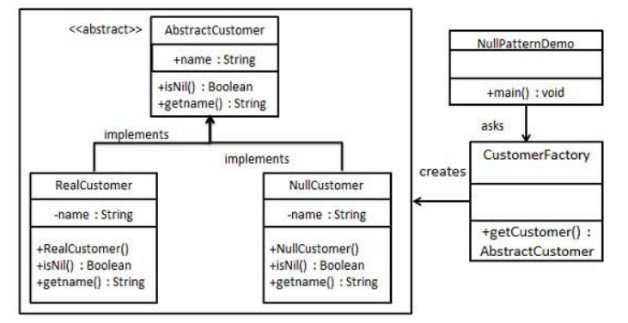 <<abstract>>
AbstractCustomer
+name : String
+isNil() : Boolean
+getname() : String
implements
implements
RealCustomer
-name : String
+RealCustomer()
+isNil() : Boolean
+getname() : String
NullCustomer
-name : String
+NullCustomer()
+isNil() : Boolean
+getname() : String
NullPatternDemo
+main() : void
asks
CustomerFactory
creates
+getCustomer() :
AbstractCustomer